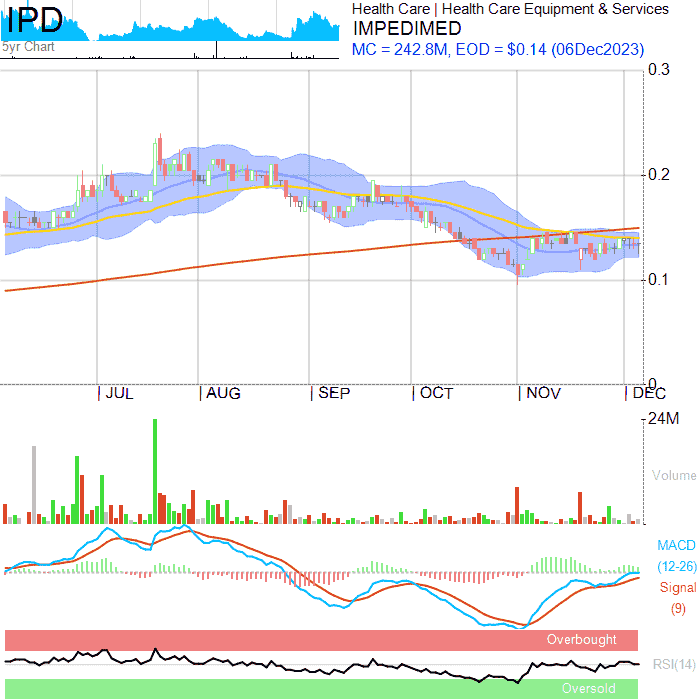 IPD
5yr Chart
Health Care | Health Care Equipment & Services
IMPEDIMED
MC = 242.8M, EOD = $0.14 (06Dec2023)
0.3
0.2
0.1
0
JUL AUG SEP OCT NOV DEC
24M
Volume
MACD
(12-26)
Signal
(9)
Overbought
RSI(14)
Oversold